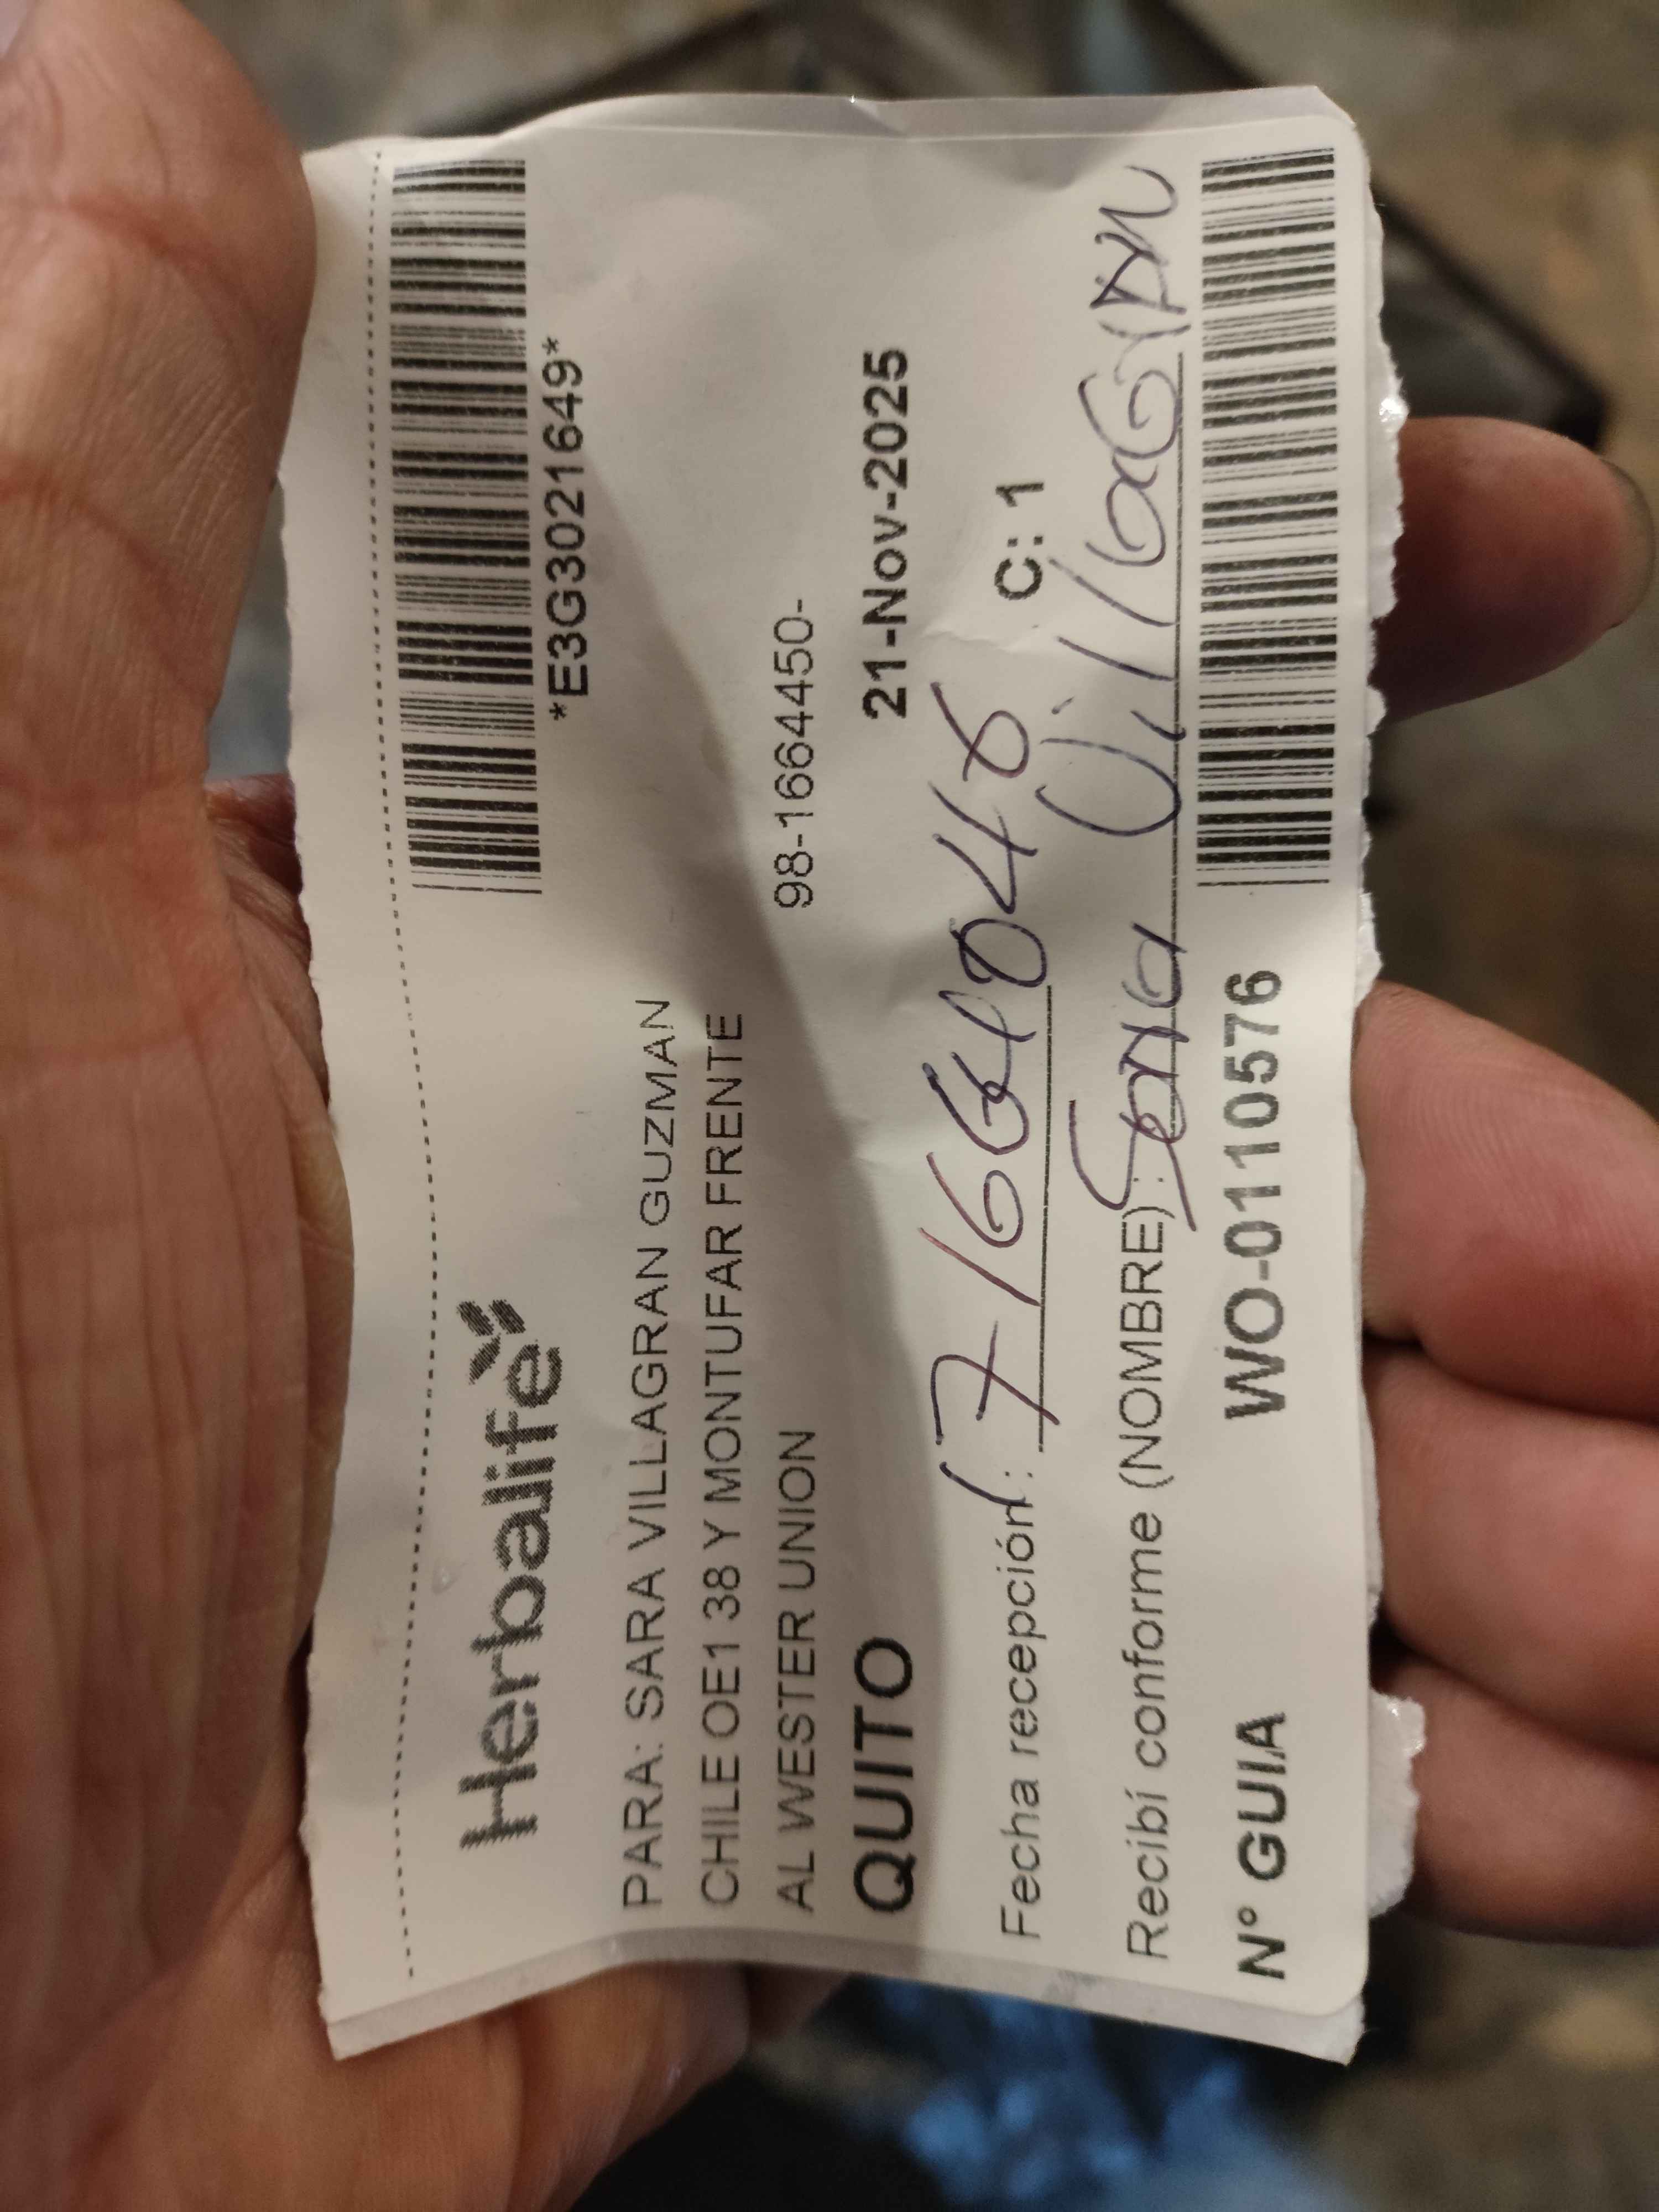 Herbalife
*E3G3021649*
PARA: SARA VILLAGRAN GUZMAN
CHILE OE1 38 Y MONTUFAR FRENTE
AL WESTER UNION
98-1664450-
QUITO
21-Nov-2025
Fecha recepción:
C: 1
Recibí conforme (NOMBRE):
N° GUIA
WO-0110576